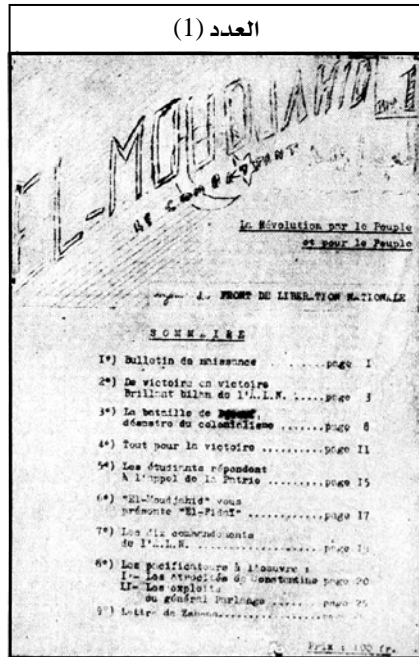 العدد (1)
EL-MOUDJAHID
LE COMBATTANT
La Révolution par le Peuple
et pour le Peuple
FRONT DE LIBERATION NATIONALE
SOMMAIRE
1°) Bulletin de naissance ......page 1
2°) De victoire en victoire
Brillant bilan de l'A.L.N. ......page 3
3°) La bataille de
désastre du colonialisme ......page 8
4°) Tout pour la victoire ......page 11
5°) Les étudiants répondent
à l'appel de la Patrie ......page 15
6°) "El-Moudjahid" vous
présente "El-Fidaï" ......page 17
7°) Les dix commandements
de l'A.L.N. ......page
8°) Les pacificateurs à l'oeuvre :
I°- Les atrocités de Constantine page 20
II- Les exploits
du général Parlange ......page
9°) Lettre de Zabana ......page
Prix : 100 fr.